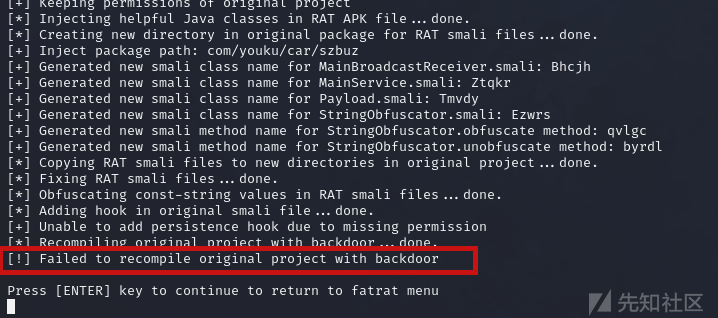 [+] Keeping permissions of original project
[*] Injecting helpful Java classes in RAT APK file...done.
[*] Creating new directory in original package for RAT smali files...done.
[+] Inject package path: com/youku/car/szbuz
[+] Generated new smali class name for MainBroadcastReceiver.smali: Bhcjh
[+] Generated new smali class name for MainService.smali: Ztqkr
[+] Generated new smali class name for Payload.smali: Tmvdy
[+] Generated new smali class name for StringObfuscator.smali: Ezwrs
[+] Generated new smali method name for StringObfuscator.obfuscate method: qvlgc
[+] Generated new smali method name for StringObfuscator.unobfuscate method: byrdl
[*] Copying RAT smali files to new directories in original project...done.
[*] Fixing RAT smali files...done.
[*] Obfuscating const-string values in RAT smali files...done.
[*] Adding hook in original smali file...done.
[+] Unable to add persistence hook due to missing permission
[*] Recompiling original project with backdoor...done.
[!] Failed to recompile original project with backdoor
Press [ENTER] key to continue to return to fatrat menu
先知社区